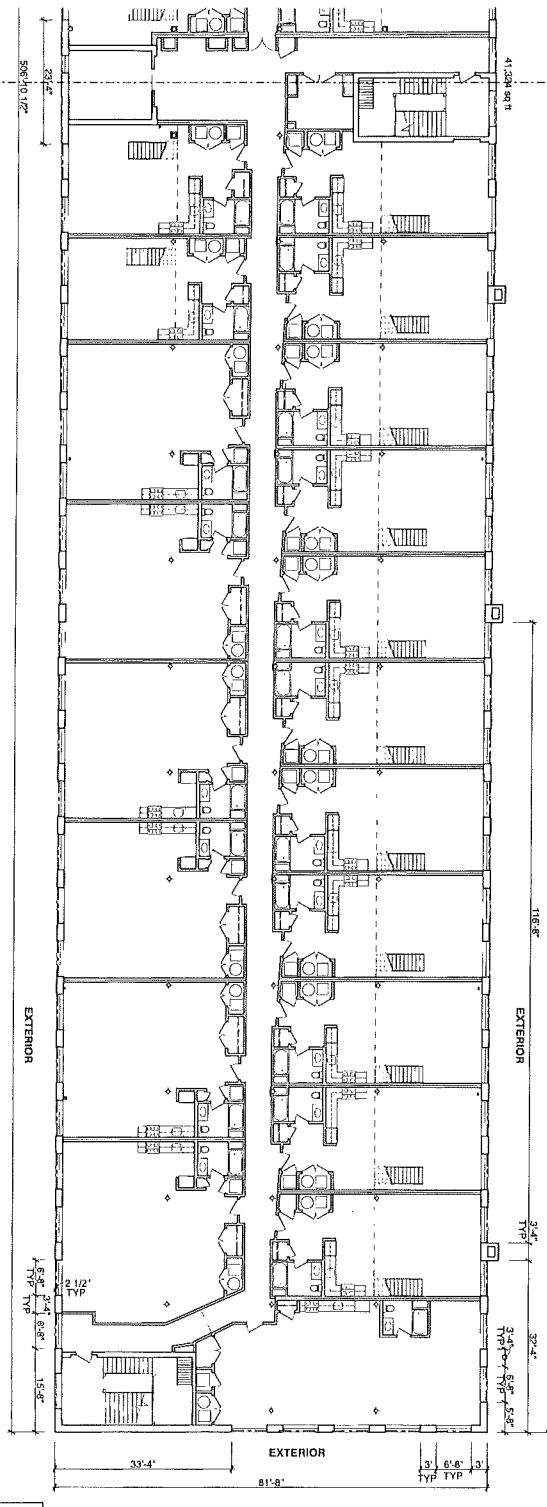 506'-10 1/2"
23'-4"
41,334 sq ft
116'-8"
EXTERIOR
EXTERIOR
3'-4"
TYP
6'-8"
TYP
3'-4"
TYP
6'-8"
15'-8"
2 1/2"
TYP
32'-4"
3'-4"
TYP
6'-8"
TYP
5'-8"
EXTERIOR
33'-4"
81'-8"
3'
TYP
6'-8"
TYP
3'